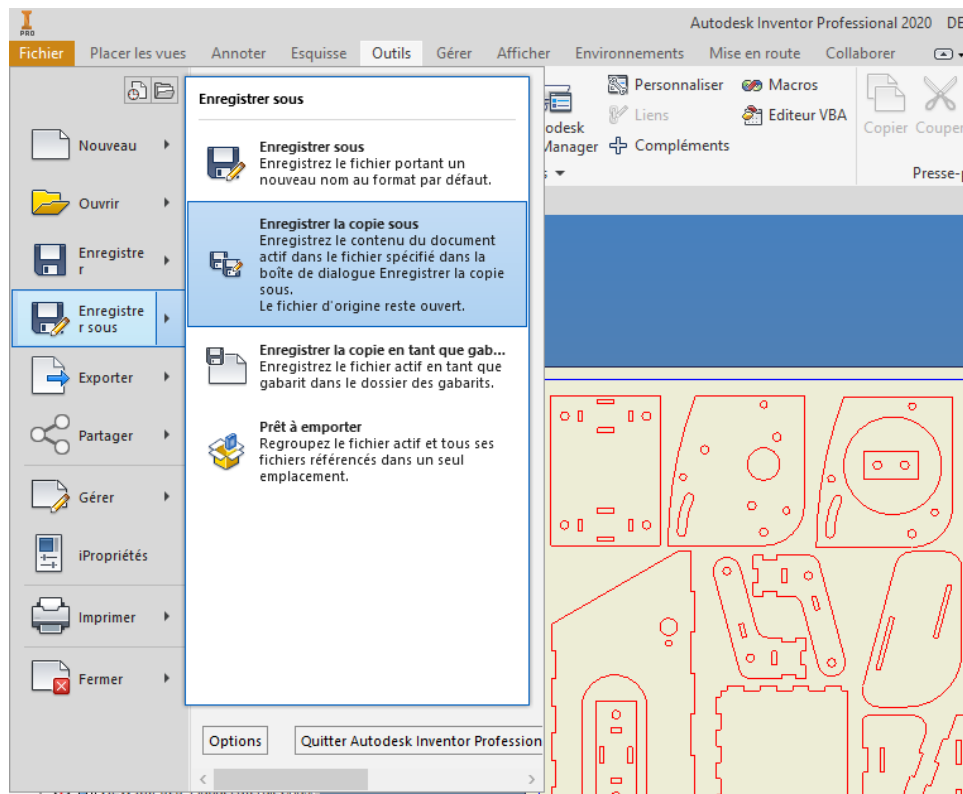 PRO
Autodesk Inventor Professional 2020 DE
Fichier Placer les vues Annoter Esquisse Outils Gérer Afficher Environnements Mise en route Collaborer
Personnaliser Macros
Liens Editeur VBA
odesk
Manager Compléments
Copier Couper
Presse-p
Enregistrer sous
Nouveau
Ouvrir
Enregistre
r
Enregistre
r sous
Exporter
Partager
Gérer
iPropriétés
Imprimer
Fermer
Enregistrer sous
Enregistrez le fichier portant un
nouveau nom au format par défaut.
Enregistrer la copie sous
Enregistrez le contenu du document
actif dans le fichier spécifié dans la
boîte de dialogue Enregistrer la copie
sous.
Le fichier d'origine reste ouvert.
Enregistrer la copie en tant que gab...
Enregistrez le fichier actif en tant que
gabarit dans le dossier des gabarits.
Prêt à emporter
Regroupez le fichier actif et tous ses
fichiers référencés dans un seul
emplacement.
Options Quitter Autodesk Inventor Profession